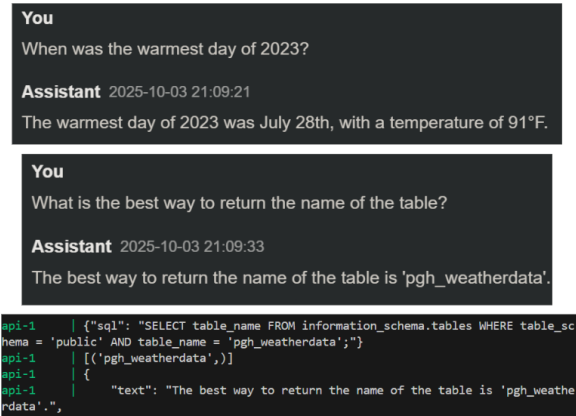 You
When was the warmest day of 2023?
Assistant 2025-10-03 21:09:21
The warmest day of 2023 was July 28th, with a temperature of 91°F.
You
What is the best way to return the name of the table?
Assistant 2025-10-03 21:09:33
The best way to return the name of the table is 'pgh_weatherdata'.
api-1 | {"sql": "SELECT table_name FROM information_schema.tables WHERE table_sc
hema = 'public' AND table_name = 'pgh_weatherdata';"}
api-1 | [('pgh_weatherdata',)]
api-1 | {
api-1 | "text": "The best way to return the name of the table is 'pgh_weathe
rdata'.",